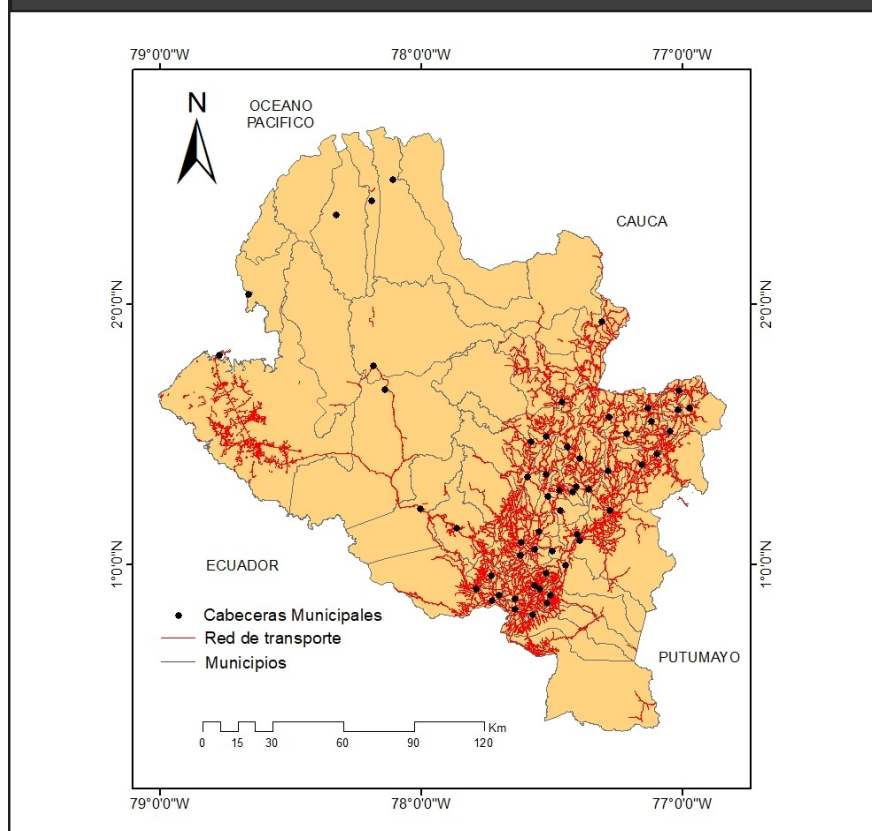 79°0'0"W 78°0'0"W 77°0'0"W
N
OCEANO
PACIFICO
CAUCA
2°0'0"N 2°0'0"N
1°0'0"N 1°0'0"N
ECUADOR
Cabeceras Municipales
Red de transporte
Municipios
PUTUMAYO
Km
0 15 30 60 90 120
79°0'0"W 78°0'0"W 77°0'0"W